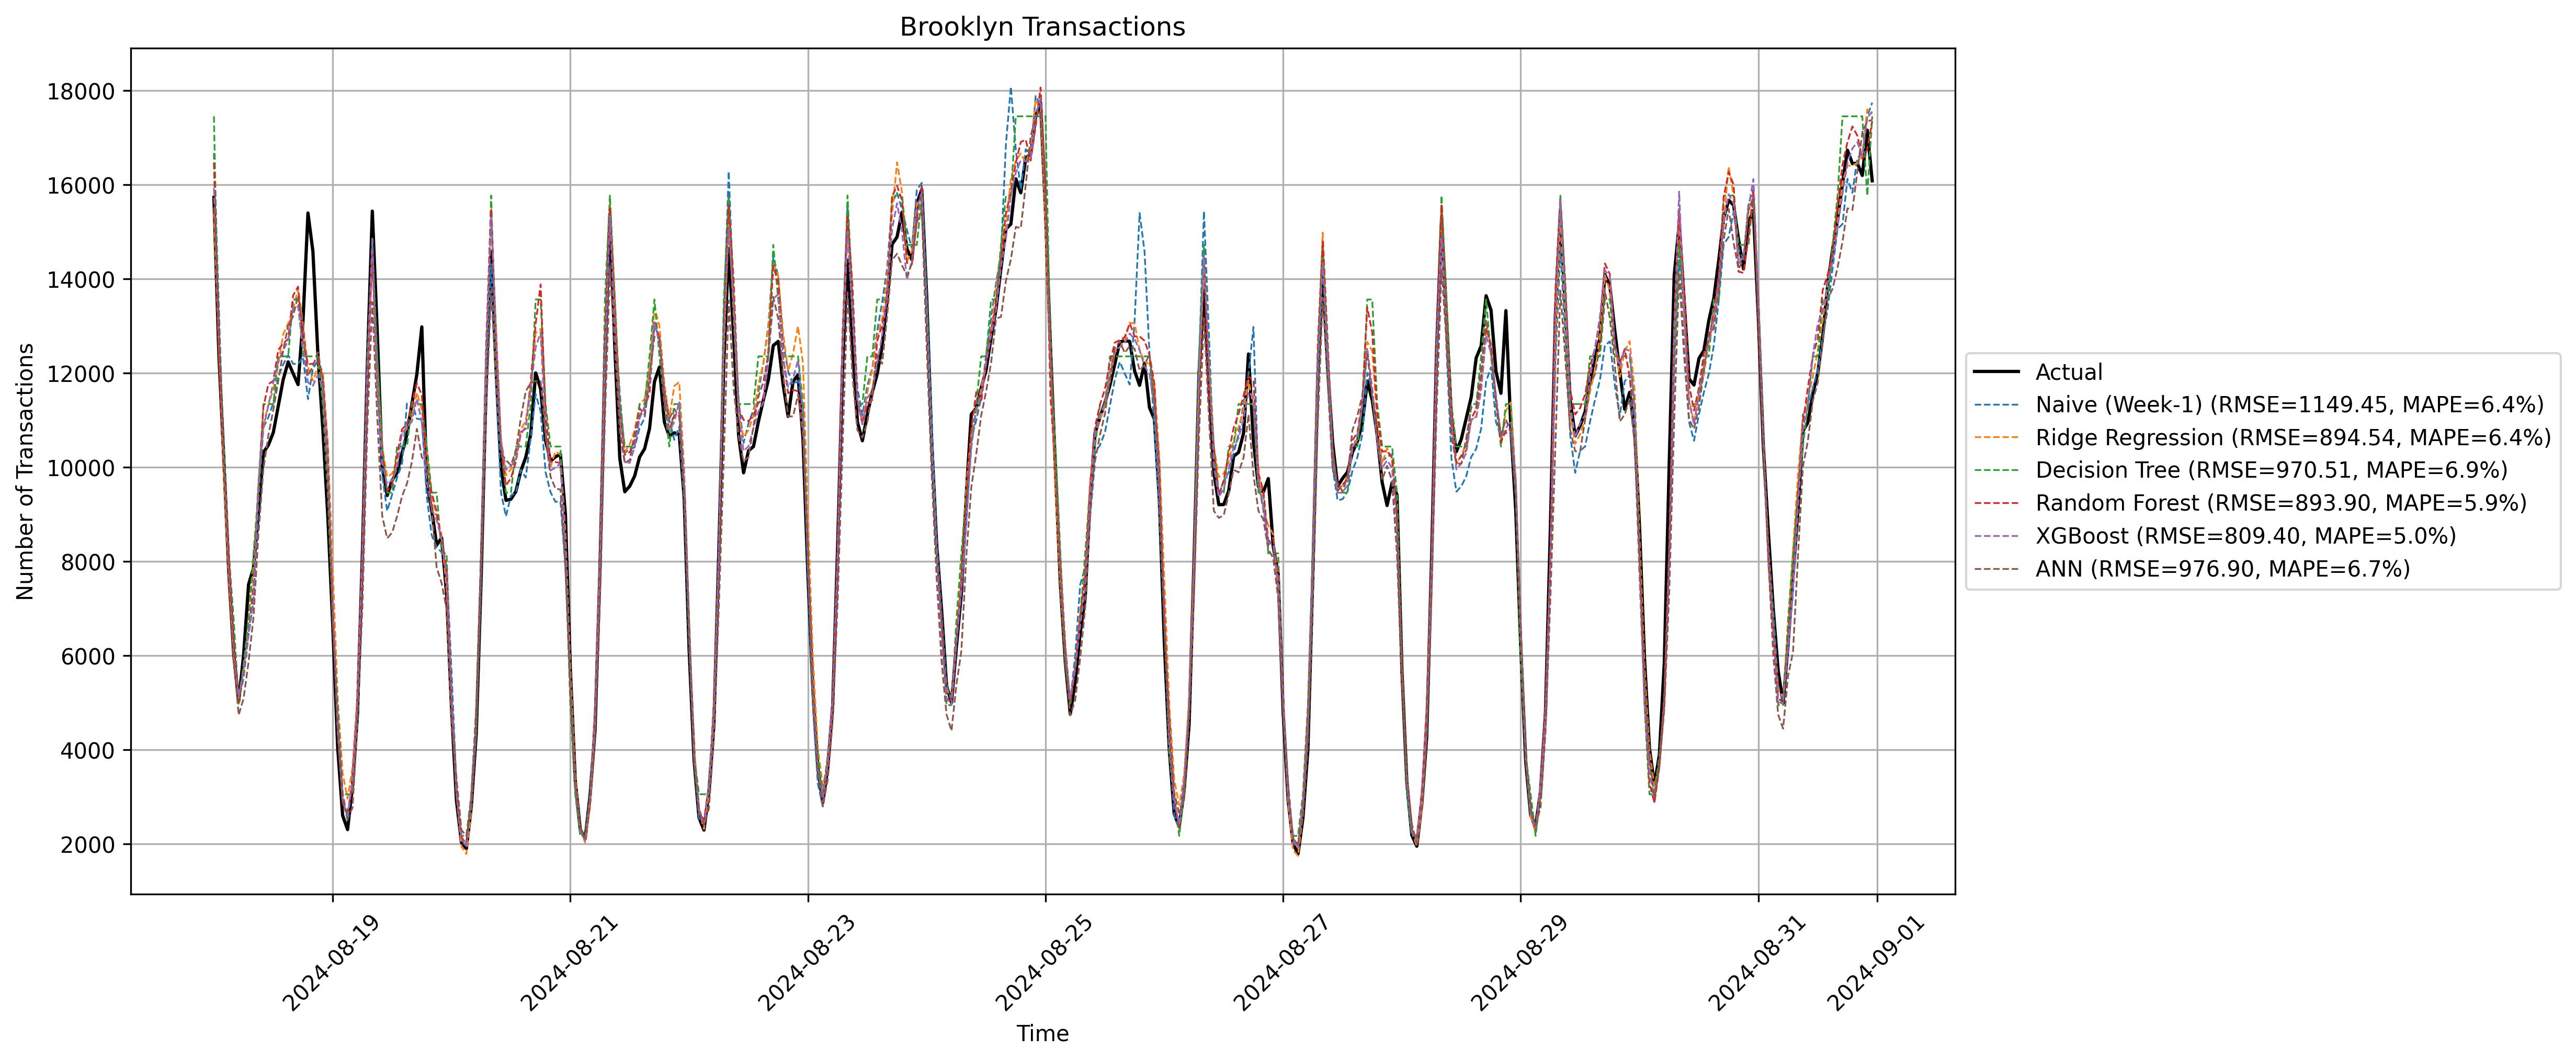 Brooklyn Transactions
Number of Transactions
18000
16000
14000
12000
10000
8000
6000
4000
2000
2024-08-19
2024-08-21
2024-08-23
2024-08-25
2024-08-27
2024-08-29
2024-08-31
2024-09-01
Time
Actual
Naive (Week-1) (RMSE=1149.45, MAPE=6.4%)
Ridge Regression (RMSE=894.54, MAPE=6.4%)
Decision Tree (RMSE=970.51, MAPE=6.9%)
Random Forest (RMSE=893.90, MAPE=5.9%)
XGBoost (RMSE=809.40, MAPE=5.0%)
ANN (RMSE=976.90, MAPE=6.7%)